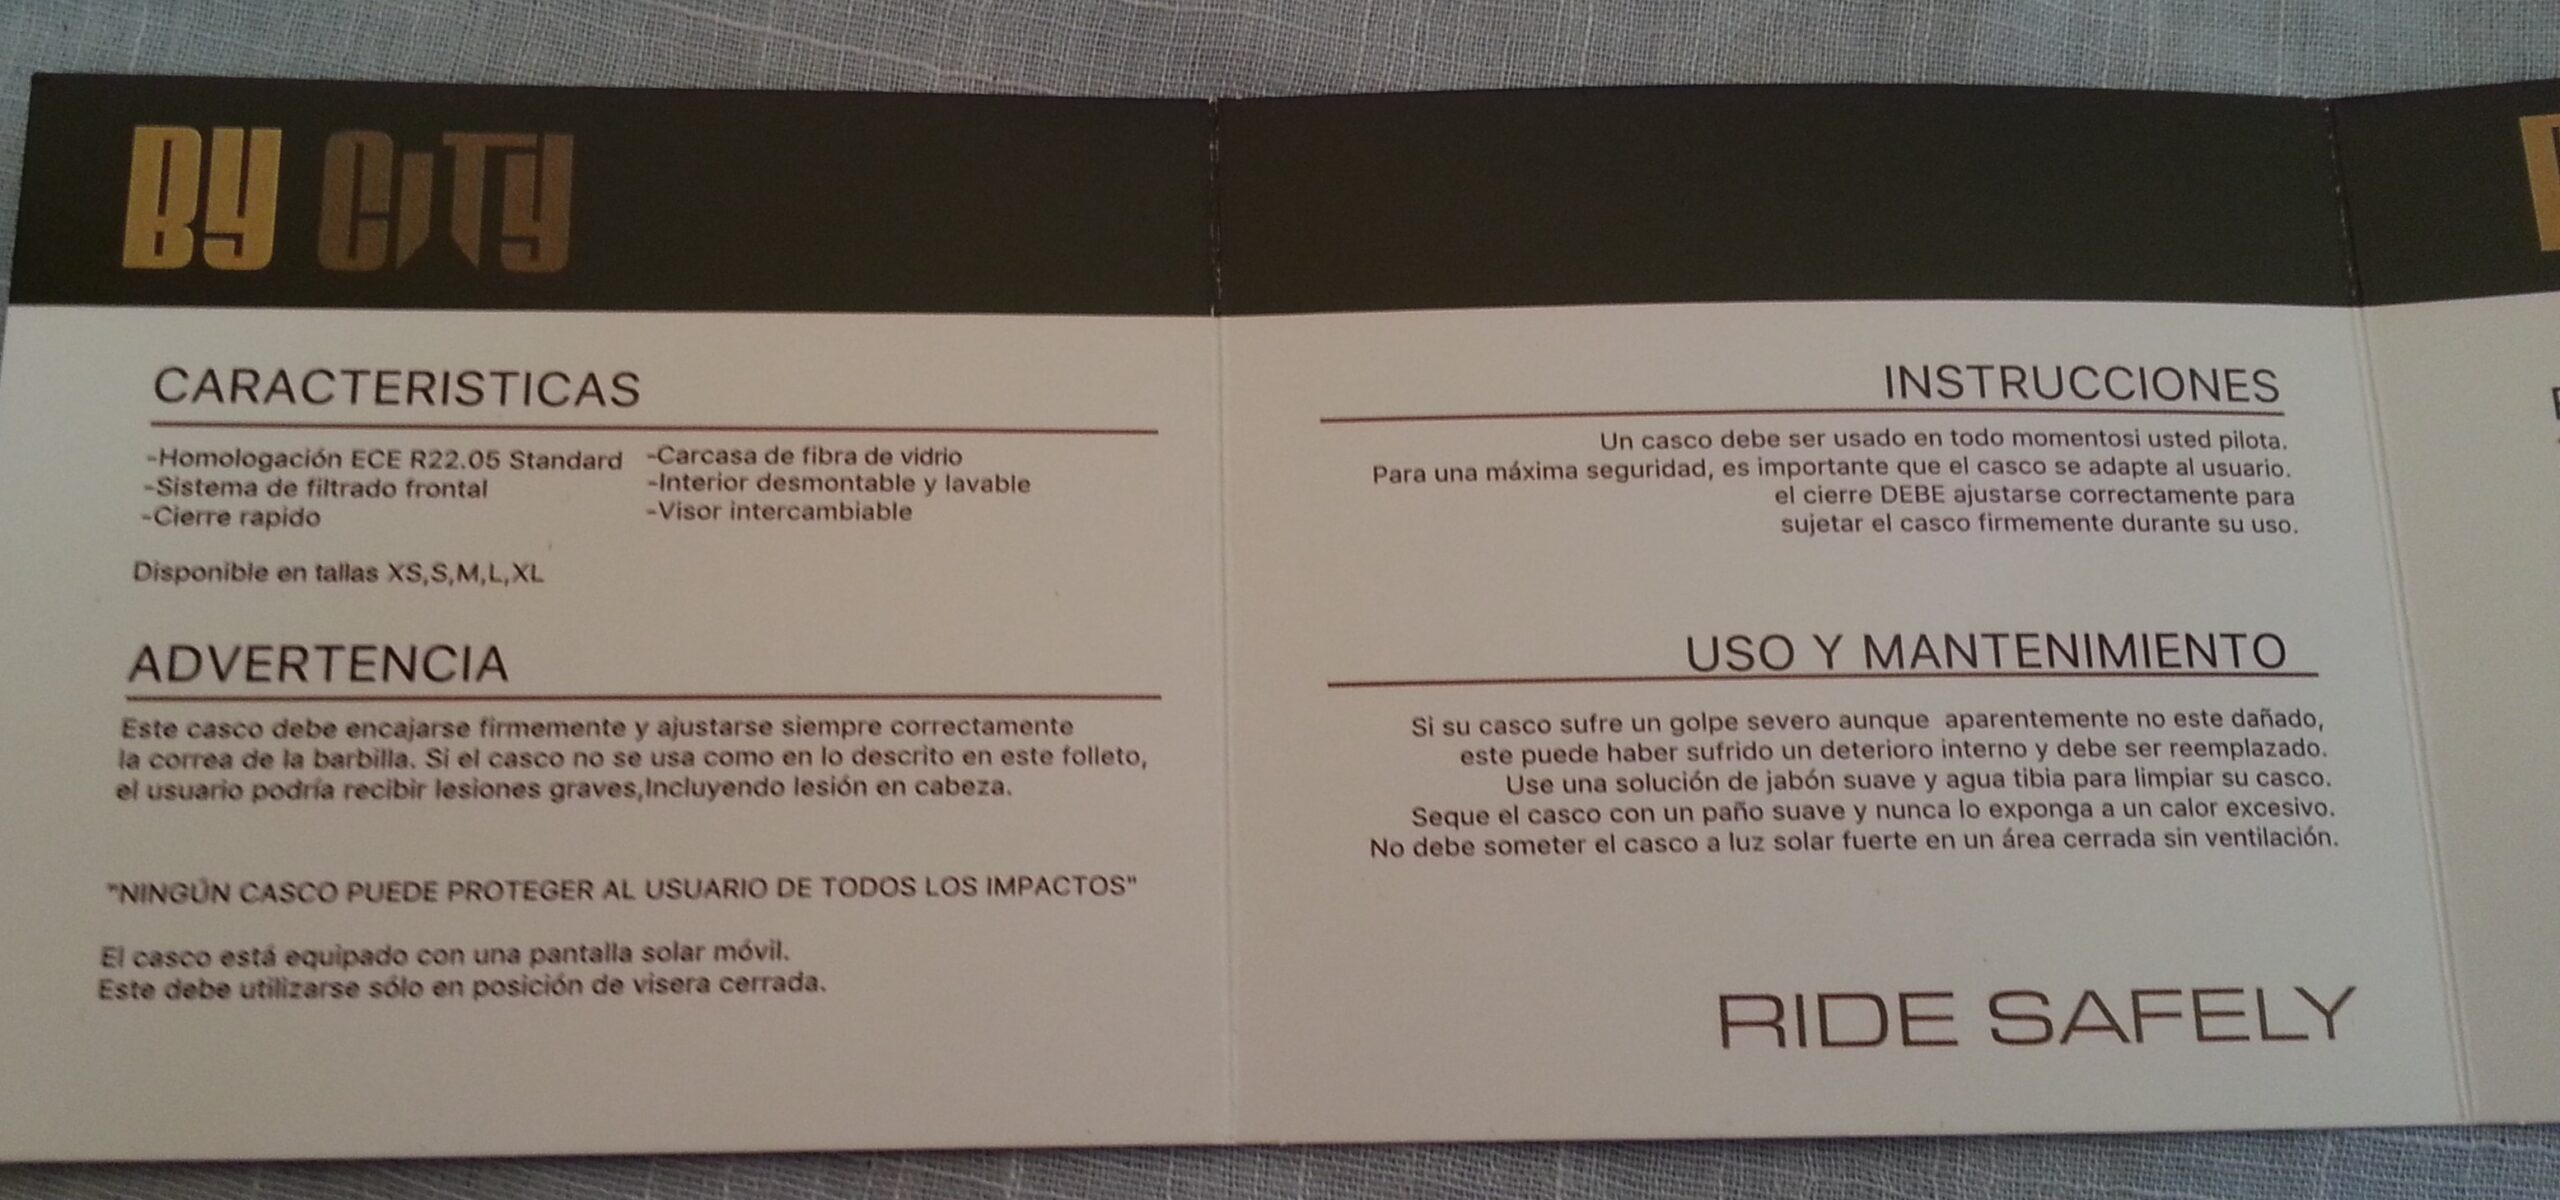 BY CITY
CARACTERISTICAS
-Homologación ECE R22.05 Standard
-Sistema de filtrado frontal
-Cierre rapido
-Carcasa de fibra de vidrio
-Interior desmontable y lavable
-Visor intercambiable
Disponible en tallas XS,S,M,L,XL
ADVERTENCIA
Este casco debe encajarse firmemente y ajustarse siempre correctamente
la correa de la barbilla. Si el casco no se usa como en lo descrito en este folleto,
el usuario podría recibir lesiones graves,Incluyendo lesión en cabeza.
"NINGÚN CASCO PUEDE PROTEGER AL USUARIO DE TODOS LOS IMPACTOS"
El casco está equipado con una pantalla solar móvil.
Este debe utilizarse sólo en posición de visera cerrada.
INSTRUCCIONES
Un casco debe ser usado en todo momentosi usted pilota.
Para una máxima seguridad, es importante que el casco se adapte al usuario.
el cierre DEBE ajustarse correctamente para
sujetar el casco firmemente durante su uso.
USO Y MANTENIMIENTO
Si su casco sufre un golpe severo aunque aparentemente no este dañado,
este puede haber sufrido un deterioro interno y debe ser reemplazado.
Use una solución de jabón suave y agua tibia para limpiar su casco.
Seque el casco con un paño suave y nunca lo exponga a un calor excesivo.
No debe someter el casco a luz solar fuerte en un área cerrada sin ventilación.
RIDE SAFELY